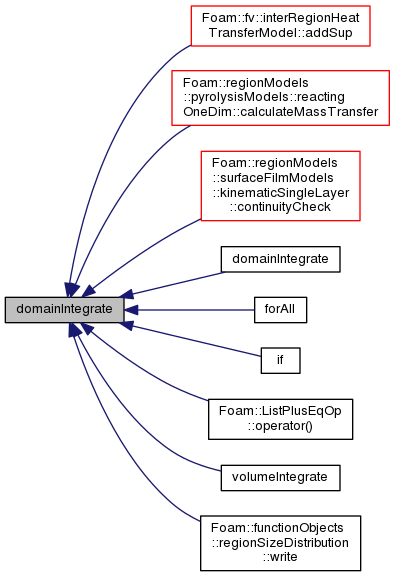 Foam::fv::interRegionHeat
TransferModel::addSup
Foam::regionModels
::pyrolysisModels::reacting
OneDim::calculateMassTransfer
Foam::regionModels
::surfaceFilmModels
::kinematicSingleLayer
::continuityCheck
domainIntegrate
domainIntegrate
forAll
if
Foam::ListPlusEqOp
::operator()
volumeIntegrate
Foam::functionObjects
::regionSizeDistribution
::write